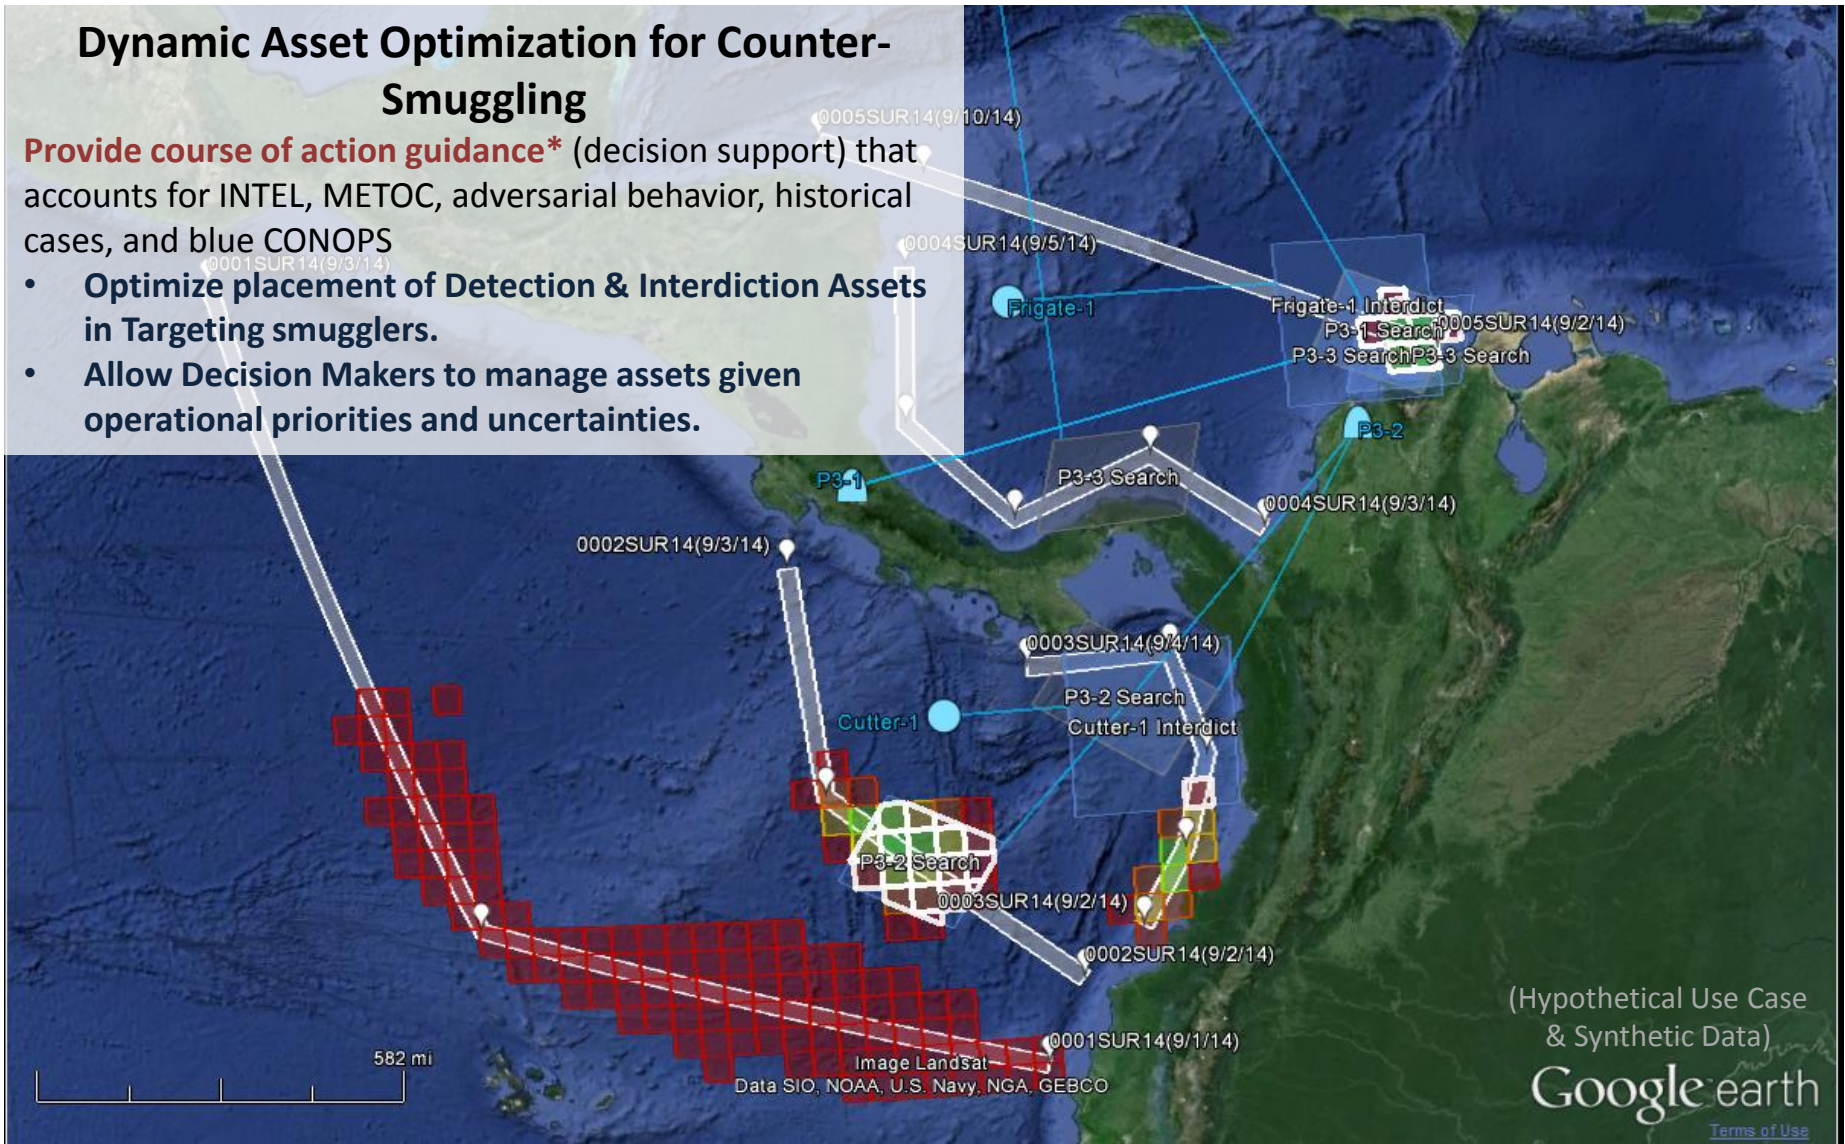 Dynamic Asset Optimization for Counter-
Smuggling
Provide course of action guidance* (decision support) that
accounts for INTEL, METOC, adversarial behavior, historical
cases, and blue CONOPS
• Optimize placement of Detection & Interdiction Assets
in Targeting smugglers.
• Allow Decision Makers to manage assets given
operational priorities and uncertainties.
0005SUR14(9/10/14)
0004SUR14(9/5/14)
0001SUR14(9/3/14)
Frigate-1
Frigate-1 Interdict
P3-1 Search
0005SUR14(9/2/14)
P3-3 Search
P3-3 Search
P3-2
P3-1
P3-3 Search
0004SUR14(9/3/14)
0002SUR14(9/3/14)
0003SUR14(9/4/14)
P3-2 Search
Cutter-1
Cutter-1 Interdict
P3-2 Search
0003SUR14(9/2/14)
0002SUR14(9/2/14)
0001SUR14(9/1/14)
(Hypothetical Use Case
& Synthetic Data)
582 mi
Image Landsat
Data SIO, NOAA, U.S. Navy, NGA, GEBCO
Google earth
Terms of Use